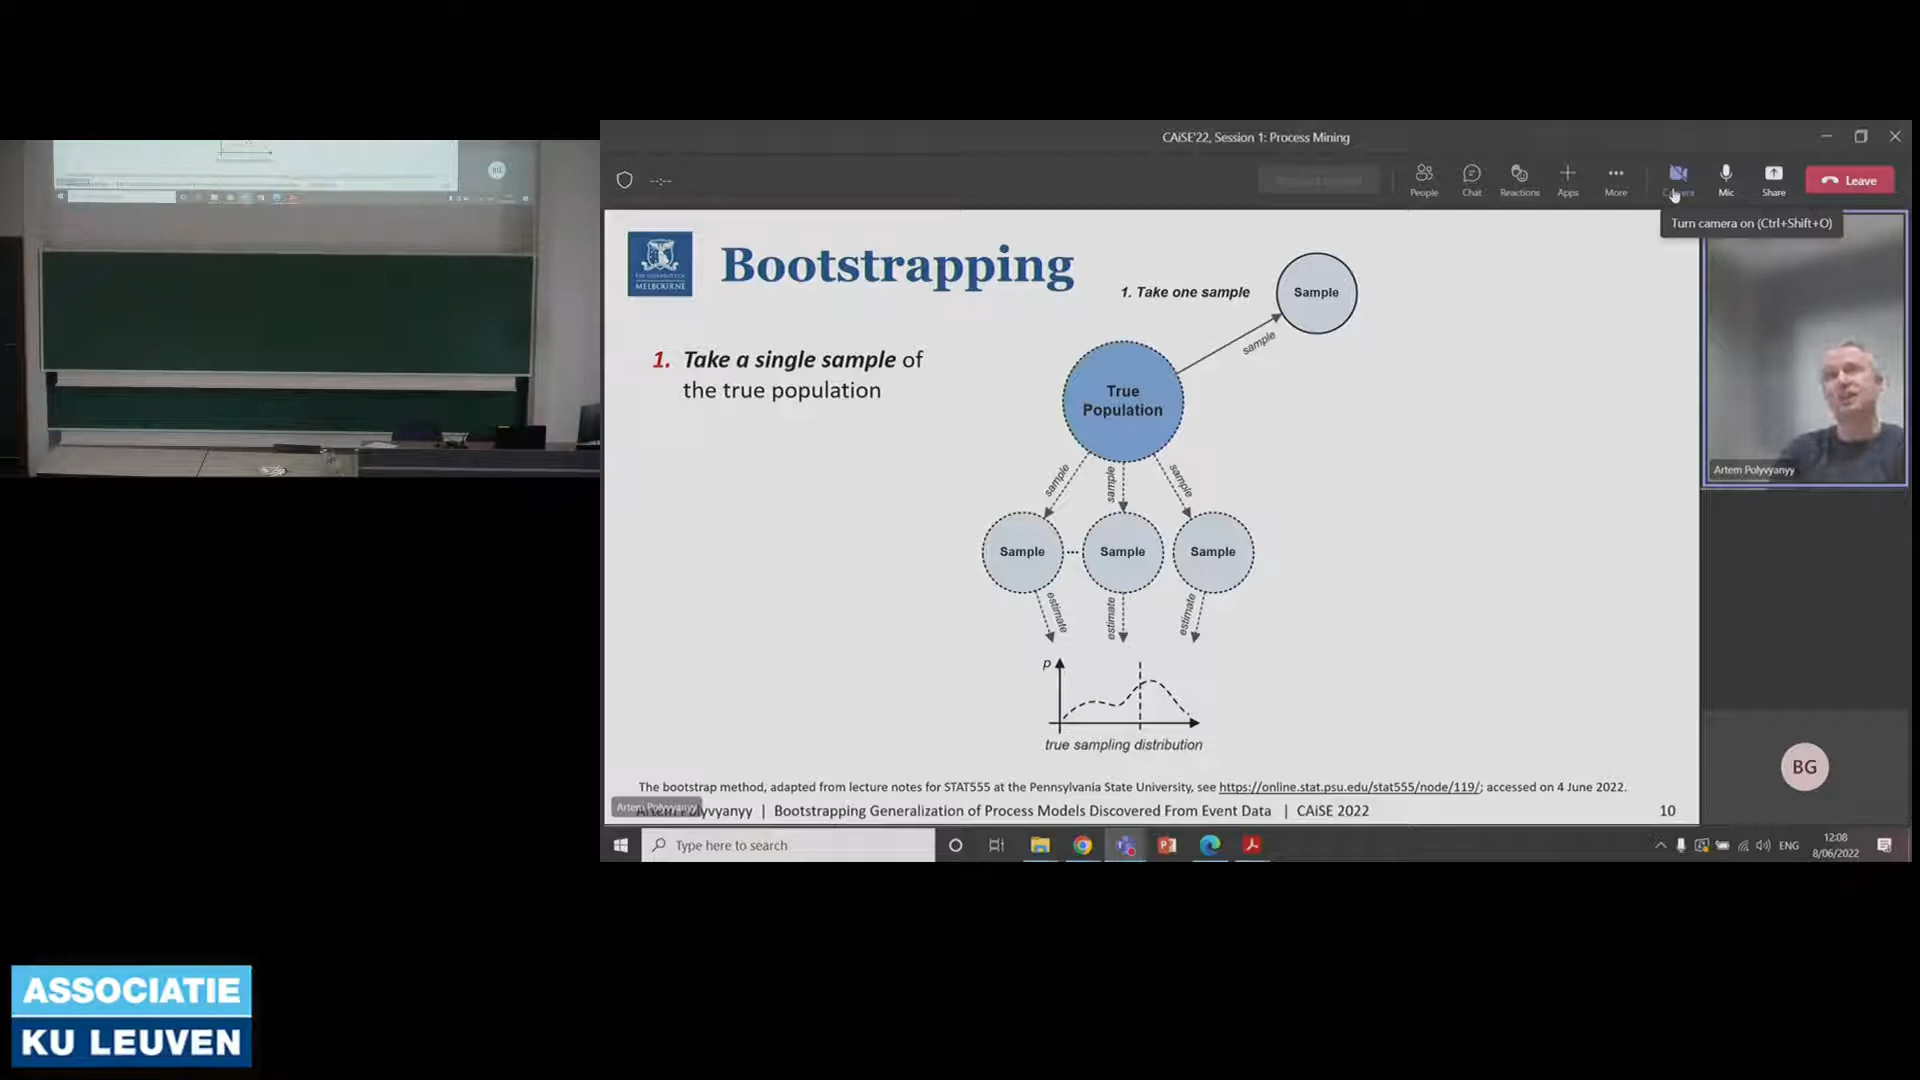 CAiSE'22, Session 1: Process Mining
--:--
People
Chat
Reactions
Apps
More
Mic
Share
Leave
Turn camera on (Ctrl+Shift+O)
BG
MELBOURNE
Bootstrapping
1. Take one sample
Sample
sample
1. Take a single sample of
the true population
True
Population
sample
sample
sample
Sample
...
Sample
Sample
estimate
estimate
estimate
p
true sampling distribution
Artem Polyvyanyy
BG
The bootstrap method, adapted from lecture notes for STAT555 at the Pennsylvania State University, see https://online.stat.psu.edu/stat555/node/119/; accessed on 4 June 2022.
Artem Polyvyanyy
Artem Polyvyanyy | Bootstrapping Generalization of Process Models Discovered From Event Data | CAiSE 2022
10
Type here to search
ENG
12:08
8/06/2022
ASSOCIATIE
KU LEUVEN